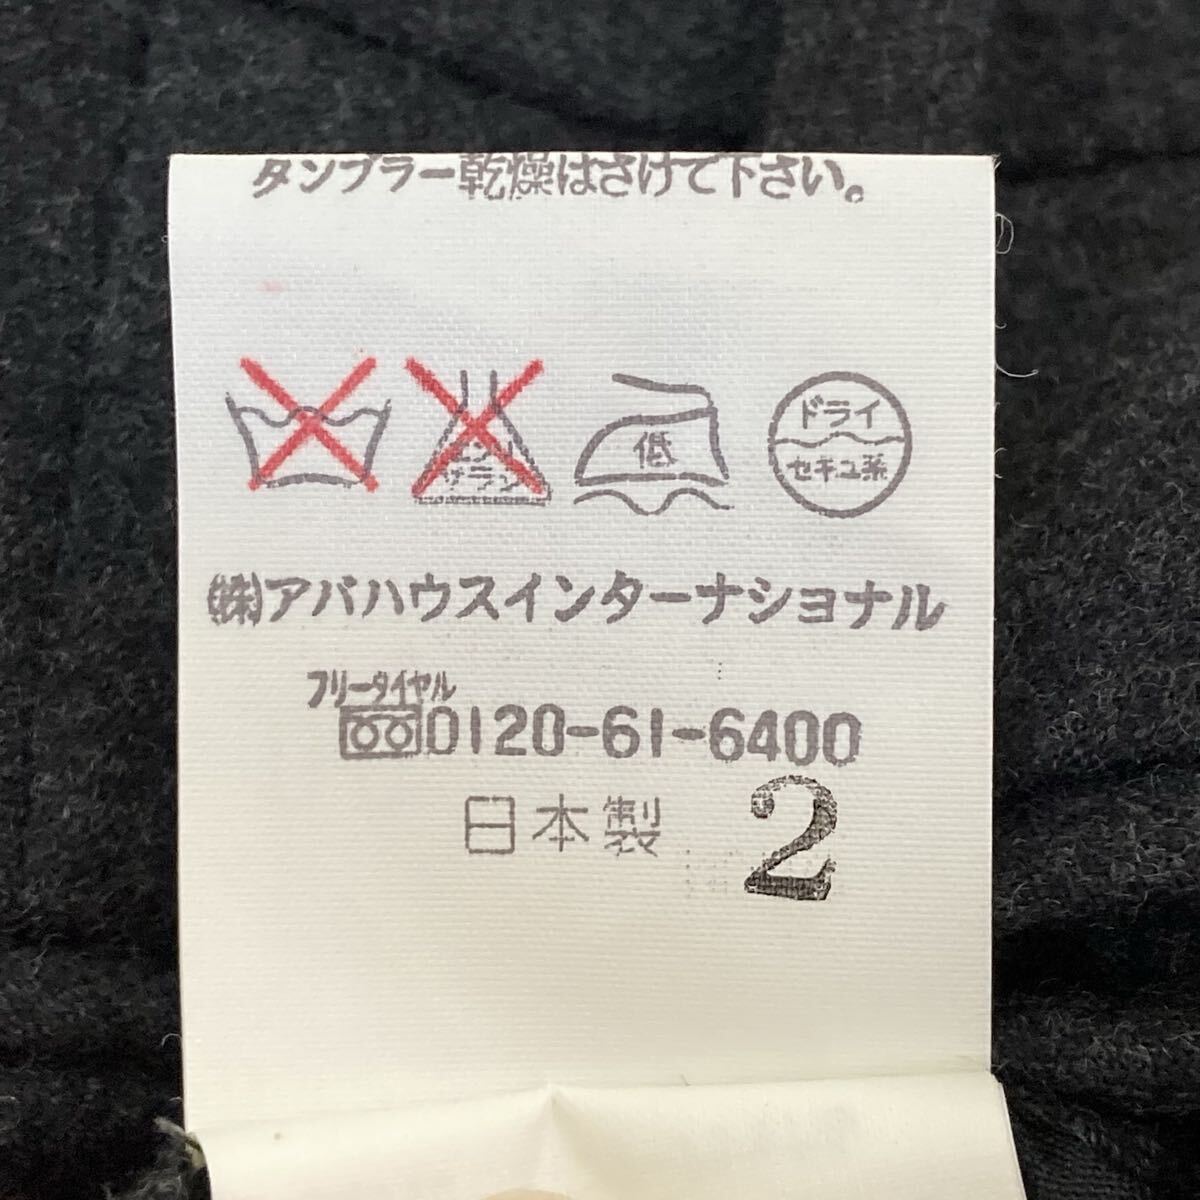 タンブラー乾燥はさけて下さい。
エンソ
サラシ
低
ドライ
セキユ系
㈱アバハウスインターナショナル
フリーダイヤル
0120-61-6400
日本製 2